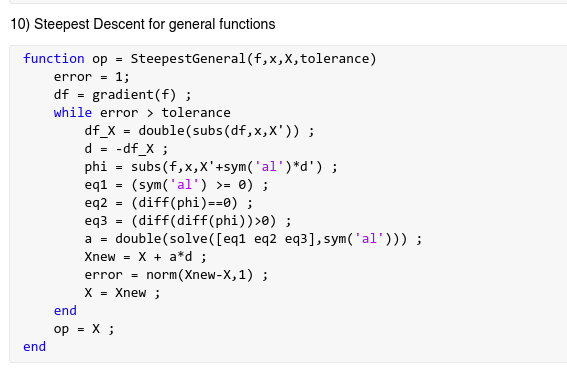 10) Steepest Descent for general functions
function op = SteepestGeneral(f,x,X,tolerance)
    error = 1;
    df = gradient(f) ;
    while error > tolerance
        df_X = double(subs(df,x,X')) ;
        d = -df_X ;
        phi = subs(f,x,X'+sym('al')*d') ;
        eq1 = (sym('al') >= 0) ;
        eq2 = (diff(phi)==0) ;
        eq3 = (diff(diff(phi))>0) ;
        a = double(solve([eq1 eq2 eq3],sym('al'))) ;
        Xnew = X + a*d ;
        error = norm(Xnew-X,1) ;
        X = Xnew ;
    end
    op = X ;
end